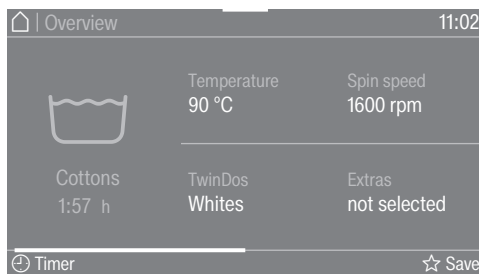 | Overview 11:02
Temperature Spin speed
90 °C 1600 rpm
Cottons TwinDos Extras
1:57 h Whites not selected
Timer Save